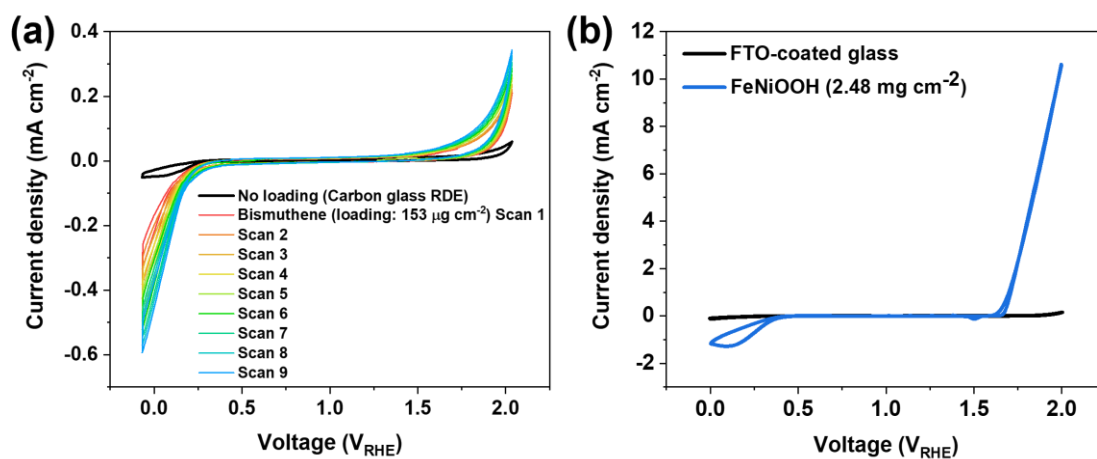 (a)
Current density (mA cm⁻²)
0.4
0.2
0.0
-0.2
-0.4
-0.6
No loading (Carbon glass RDE)
Bismuthene (loading: 153 μg cm⁻²) Scan 1
Scan 2
Scan 3
Scan 4
Scan 5
Scan 6
Scan 7
Scan 8
Scan 9
0.0 0.5 1.0 1.5 2.0
Voltage (V_RHE)
(b)
Current density (mA cm⁻²)
12
10
8
6
4
2
0
-2
FTO-coated glass
FeNiOOH (2.48 mg cm⁻²)
0.0 0.5 1.0 1.5 2.0
Voltage (V_RHE)